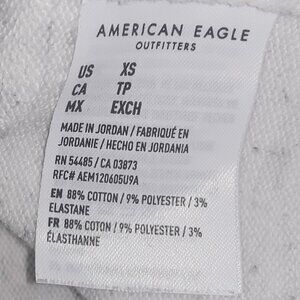 AMERICAN EAGLE
OUTFITTERS
US XS
CA TP
MX EXCH
MADE IN JORDAN / FABRIQUÉ EN
JORDANIE / HECHO EN JORDANIA
RN 54485 / CA 03873
RFC# AEM120605U9A
EN 88% COTTON / 9% POLYESTER / 3%
ELASTANE
FR 88% COTON / 9% POLYESTER / 3%
ÉLASTHANNE